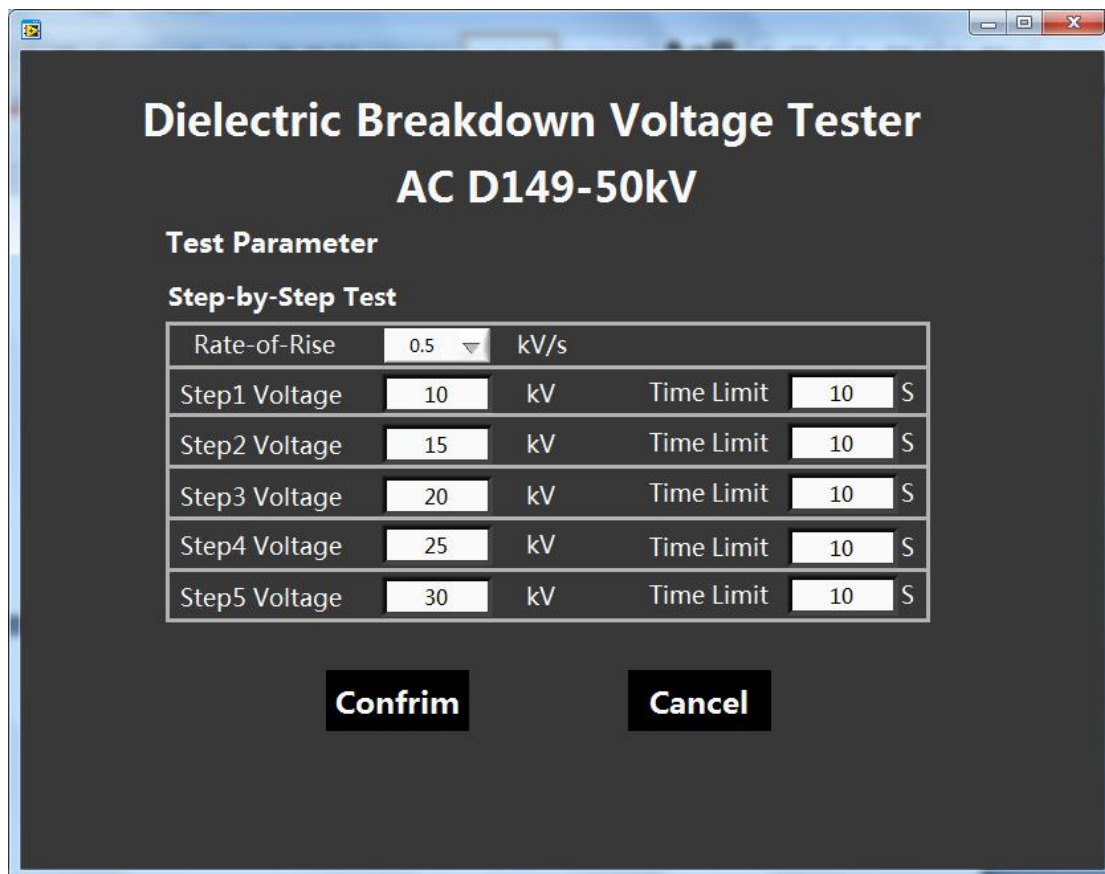 Dielectric Breakdown Voltage Tester
AC D149-50kV
Test Parameter
Step-by-Step Test
Rate-of-Rise 0.5 kV/s
Step1 Voltage 10 kV Time Limit 10 S
Step2 Voltage 15 kV Time Limit 10 S
Step3 Voltage 20 kV Time Limit 10 S
Step4 Voltage 25 kV Time Limit 10 S
Step5 Voltage 30 kV Time Limit 10 S
Confrim Cancel